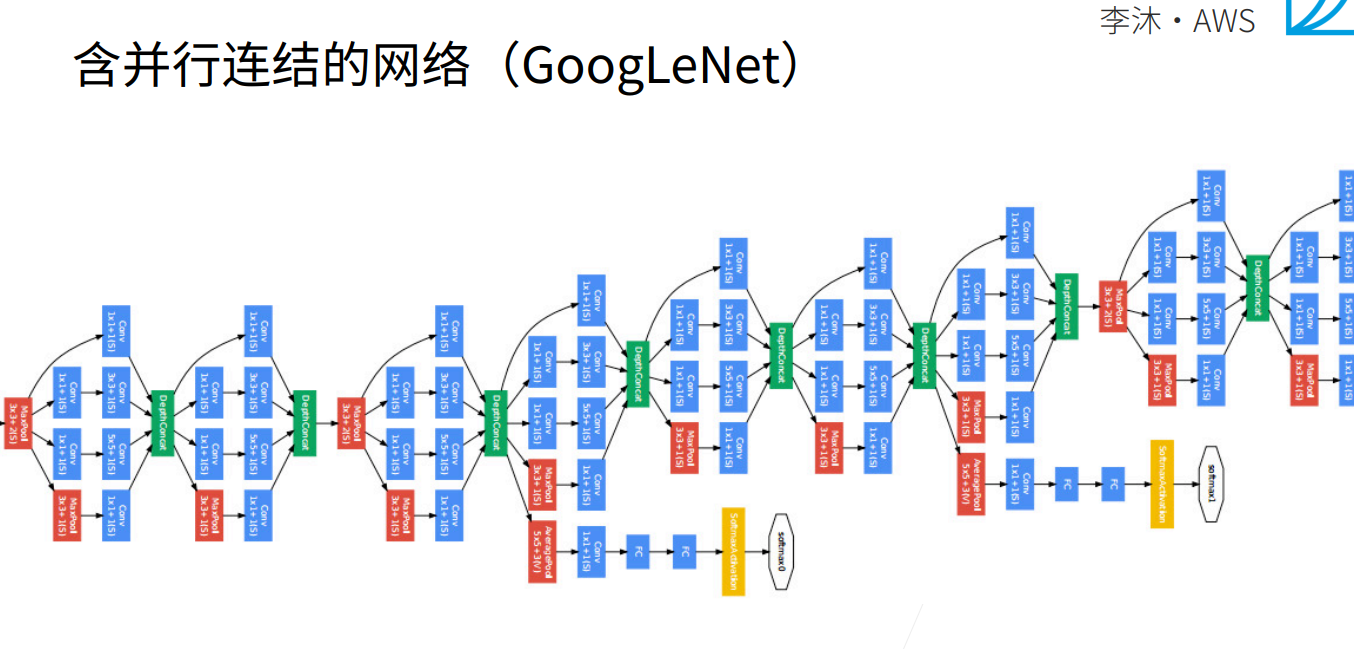 李沐・AWS
含并行连结的网络（GoogLeNet）
MaxPool
3x3+2(S)
Conv
1x1+1(S)
Conv
1x1+1(S)
MaxPool
3x3+1(S)
Conv
1x1+1(S)
Conv
3x3+1(S)
Conv
5x5+1(S)
Conv
1x1+1(S)
DepthConcat
Conv
1x1+1(S)
Conv
1x1+1(S)
MaxPool
3x3+1(S)
Conv
1x1+1(S)
Conv
3x3+1(S)
Conv
5x5+1(S)
Conv
1x1+1(S)
DepthConcat
MaxPool
3x3+2(S)
Conv
1x1+1(S)
Conv
1x1+1(S)
MaxPool
3x3+1(S)
Conv
1x1+1(S)
Conv
3x3+1(S)
Conv
5x5+1(S)
Conv
1x1+1(S)
DepthConcat
Conv
1x1+1(S)
Conv
1x1+1(S)
MaxPool
3x3+1(S)
AveragePool
5x5+3(V)
Conv
1x1+1(S)
Conv
3x3+1(S)
Conv
5x5+1(S)
Conv
1x1+1(S)
Conv
1x1+1(S)
FC
FC
SoftmaxActivation
softmax0
DepthConcat
Conv
1x1+1(S)
Conv
1x1+1(S)
MaxPool
3x3+1(S)
Conv
1x1+1(S)
Conv
3x3+1(S)
Conv
5x5+1(S)
Conv
1x1+1(S)
DepthConcat
Conv
1x1+1(S)
Conv
1x1+1(S)
MaxPool
3x3+1(S)
Conv
1x1+1(S)
Conv
3x3+1(S)
Conv
5x5+1(S)
Conv
1x1+1(S)
DepthConcat
Conv
1x1+1(S)
Conv
1x1+1(S)
MaxPool
3x3+1(S)
AveragePool
5x5+3(V)
Conv
1x1+1(S)
Conv
3x3+1(S)
Conv
5x5+1(S)
Conv
1x1+1(S)
Conv
1x1+1(S)
FC
FC
SoftmaxActivation
softmax1
DepthConcat
MaxPool
3x3+2(S)
Conv
1x1+1(S)
Conv
1x1+1(S)
MaxPool
3x3+1(S)
Conv
1x1+1(S)
Conv
3x3+1(S)
Conv
5x5+1(S)
Conv
1x1+1(S)
DepthConcat
Conv
1x1+1(S)
Conv
1x1+1(S)
MaxPool
3x3+1(S)
1x1+1(S)
3x3+1(S)
5x5+1(S)
1x1+1(S)